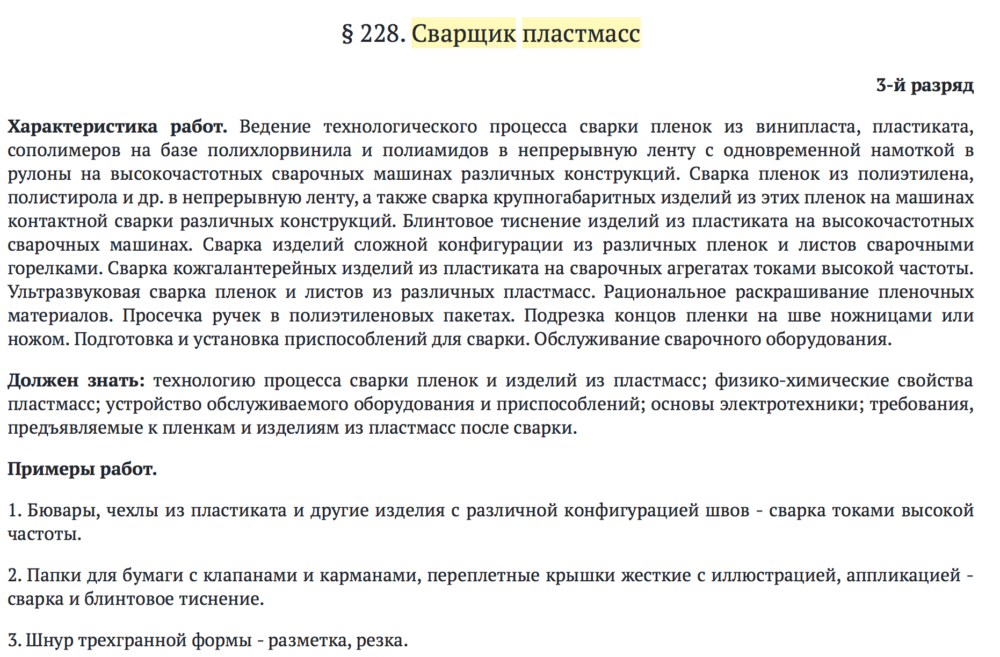 § 228. Сварщик пластмасс
3-й разряд
Характеристика работ. Ведение технологического процесса сварки пленок из винипласта, пластиката,
сополимеров на базе полихлорвинила и полиамидов в непрерывную ленту с одновременной намоткой в
рулоны на высокочастотных сварочных машинах различных конструкций. Сварка пленок из полиэтилена,
полистирола и др. в непрерывную ленту, а также сварка крупногабаритных изделий из этих пленок на машинах
контактной сварки различных конструкций. Блинтовое тиснение изделий из пластиката на высокочастотных
сварочных машинах. Сварка изделий сложной конфигурации из различных пленок и листов сварочными
горелками. Сварка кожгалантерейных изделий из пластиката на сварочных агрегатах токами высокой частоты.
Ультразвуковая сварка пленок и листов из различных пластмасс. Рациональное раскрашивание пленочных
материалов. Просечка ручек в полиэтиленовых пакетах. Подрезка концов пленки на шве ножницами или
ножом. Подготовка и установка приспособлений для сварки. Обслуживание сварочного оборудования.
Должен знать: технологию процесса сварки пленок и изделий из пластмасс; физико-химические свойства
пластмасс; устройство обслуживаемого оборудования и приспособлений; основы электротехники; требования,
предъявляемые к пленкам и изделиям из пластмасс после сварки.
Примеры работ.
1. Бювары, чехлы из пластиката и другие изделия с различной конфигурацией швов - сварка токами высокой
частоты.
2. Папки для бумаги с клапанами и карманами, переплетные крышки жесткие с иллюстрацией, аппликацией -
сварка и блинтовое тиснение.
3. Шнур трехгранной формы - разметка, резка.